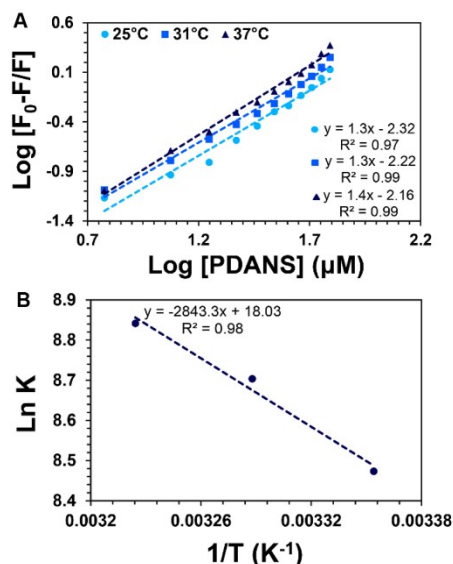 A
25°C 31°C 37°C
Log [F₀-F/F]
0.6
0.1
-0.4
-0.9
-1.4
y = 1.3x - 2.32
R² = 0.97
y = 1.3x - 2.22
R² = 0.99
y = 1.4x - 2.16
R² = 0.99
0.7 1.2 1.7 2.2
Log [PDANS] (μM)
B
y = -2843.3x + 18.03
R² = 0.98
Ln K
8.9
8.8
8.7
8.6
8.5
8.4
0.0032 0.00326 0.00332 0.00338
1/T (K⁻¹)